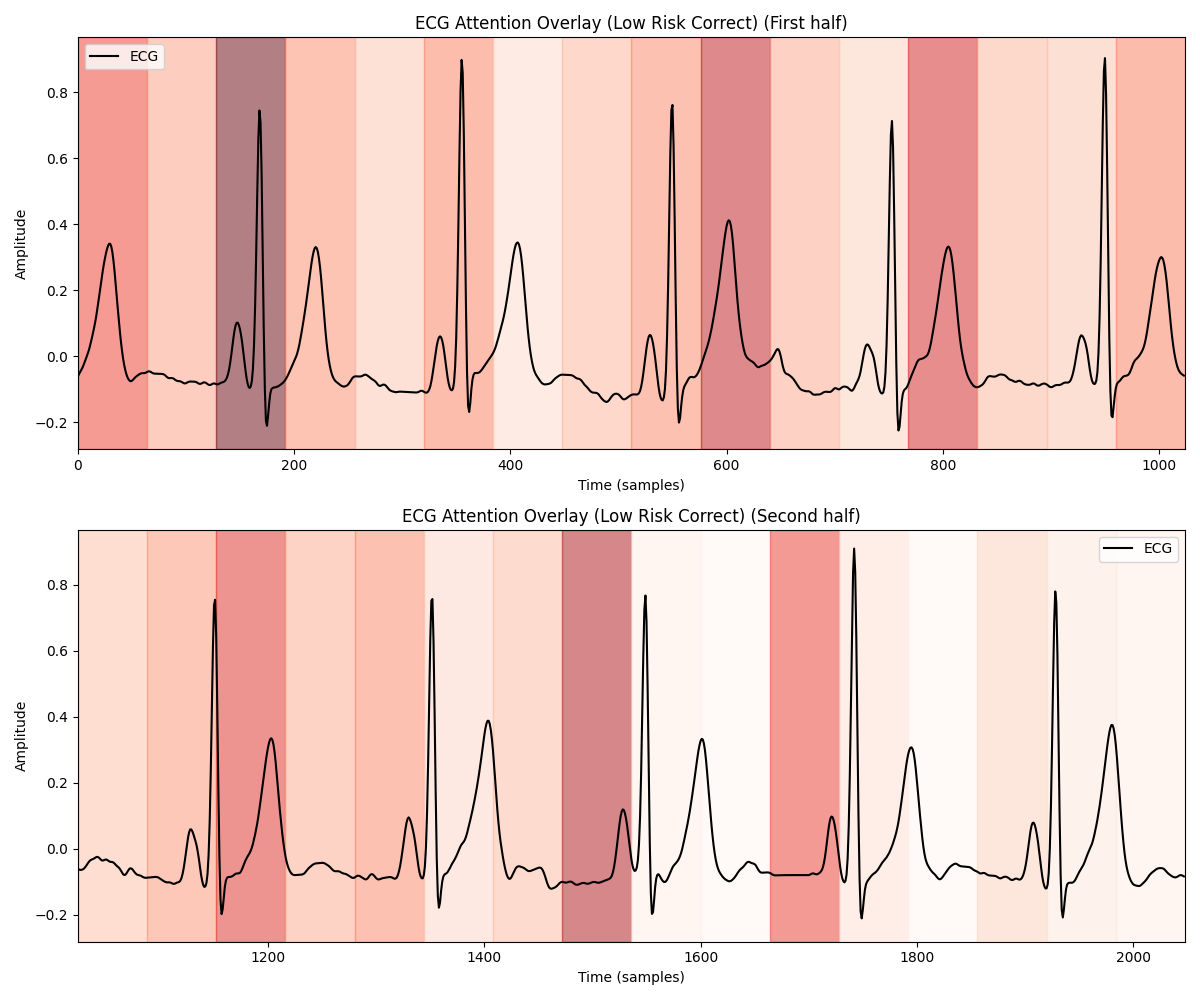 ECG Attention Overlay (Low Risk Correct) (First half)
ECG
Amplitude
0.8
0.6
0.4
0.2
0.0
−0.2
0 200 400 600 800 1000
Time (samples)
ECG Attention Overlay (Low Risk Correct) (Second half)
ECG
Amplitude
0.8
0.6
0.4
0.2
0.0
−0.2
1200 1400 1600 1800 2000
Time (samples)